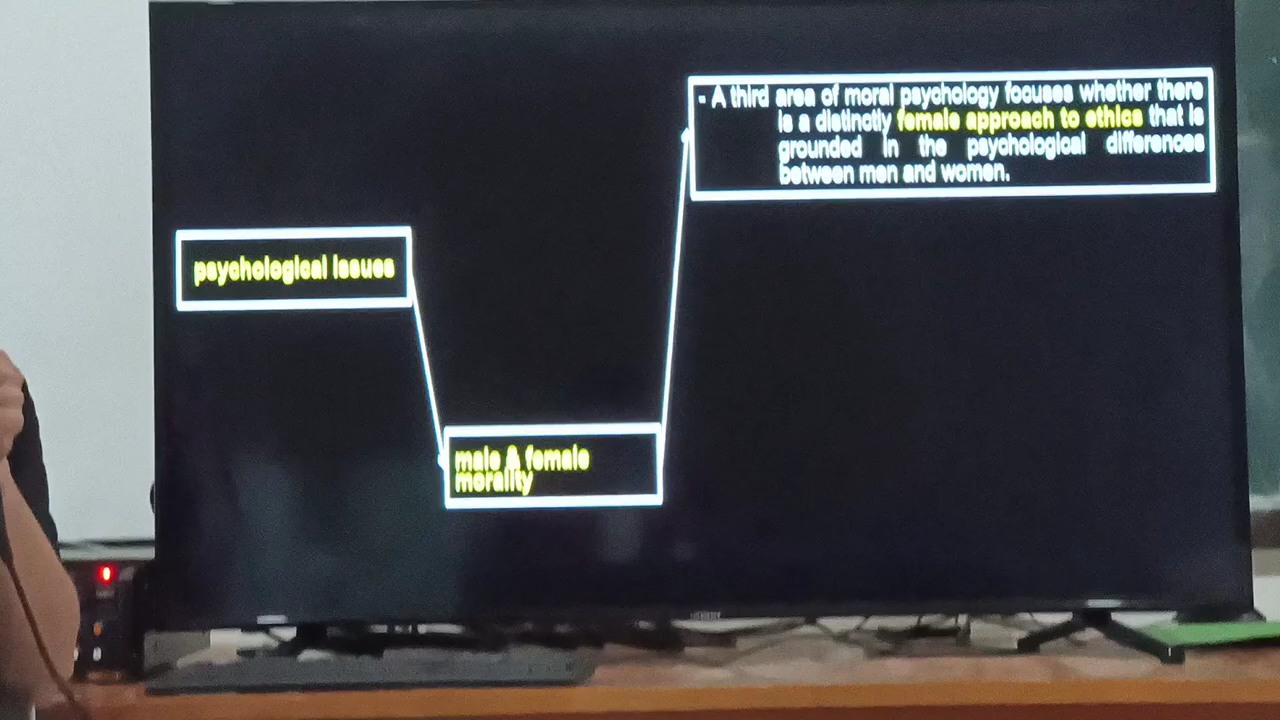 - A third area of moral psychology focuses whether there
is a distinctly female approach to ethics that is
grounded in the psychological differences
between men and women.
psychological issues
male & female
morality